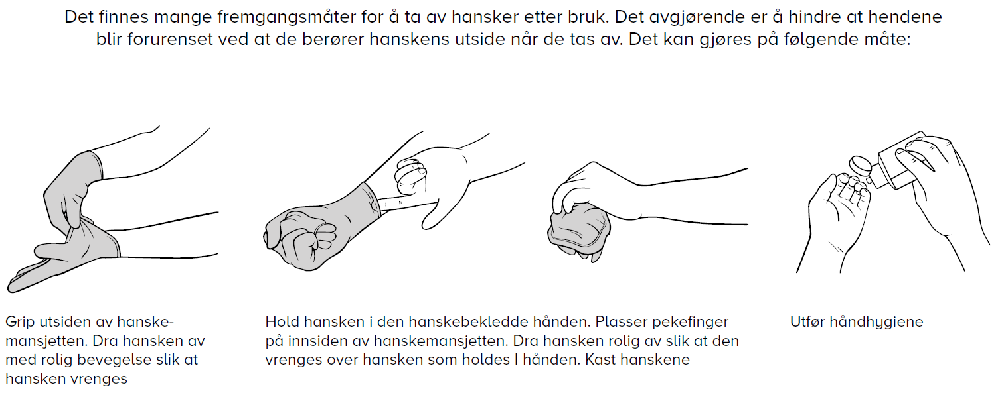 Det finnes mange fremgangsmåter for å ta av hansker etter bruk. Det avgjørende er å hindre at hendene
blir forurenset ved at de berører hanskens utside når de tas av. Det kan gjøres på følgende måte:
Grip utsiden av hanske-
mansjetten. Dra hansken av
med rolig bevegelse slik at
hansken vrenges
Hold hansken i den hanskebekledde hånden. Plasser pekefinger
på innsiden av hanskemansjetten. Dra hansken rolig av slik at den
vrenges over hansken som holdes I hånden. Kast hanskene
Utfør håndhygiene